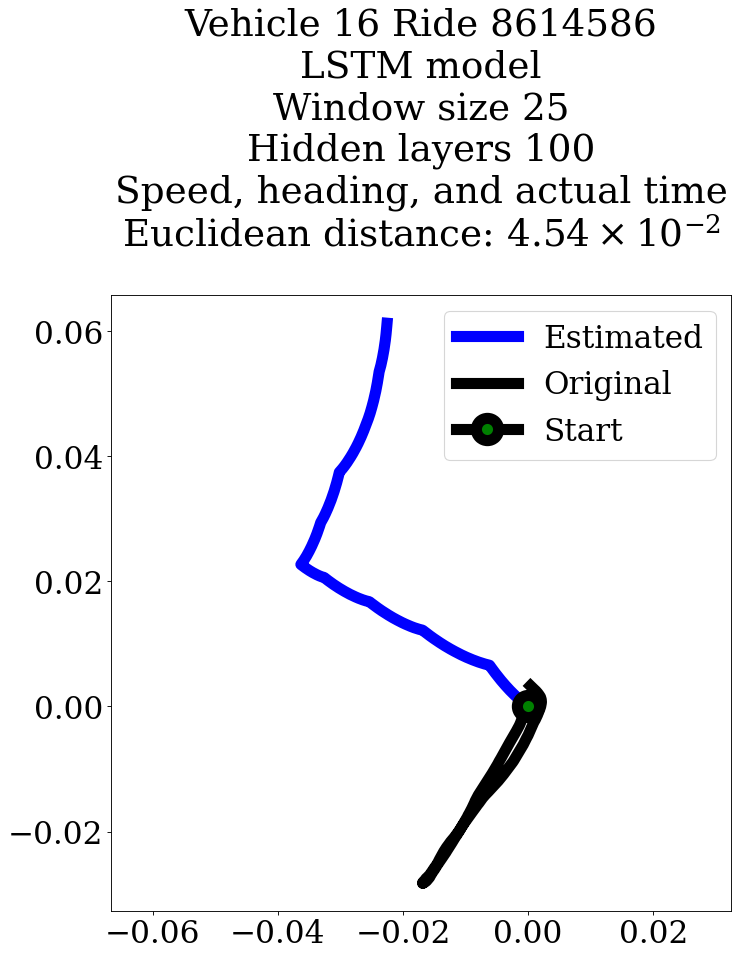 Vehicle 16 Ride 8614586
LSTM model
Window size 25
Hidden layers 100
Speed, heading, and actual time
Euclidean distance: 4.54 × 10⁻²
Estimated
Original
Start
0.06
0.04
0.02
0.00
−0.02
−0.06 −0.04 −0.02 0.00 0.02